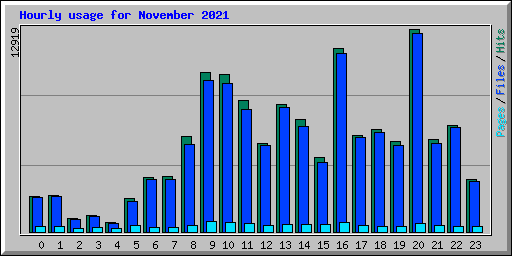 Hourly usage for November 2021
12919
Pages/Files/Hits
0 1 2 3 4 5 6 7 8 9 10 11 12 13 14 15 16 17 18 19 20 21 22 23